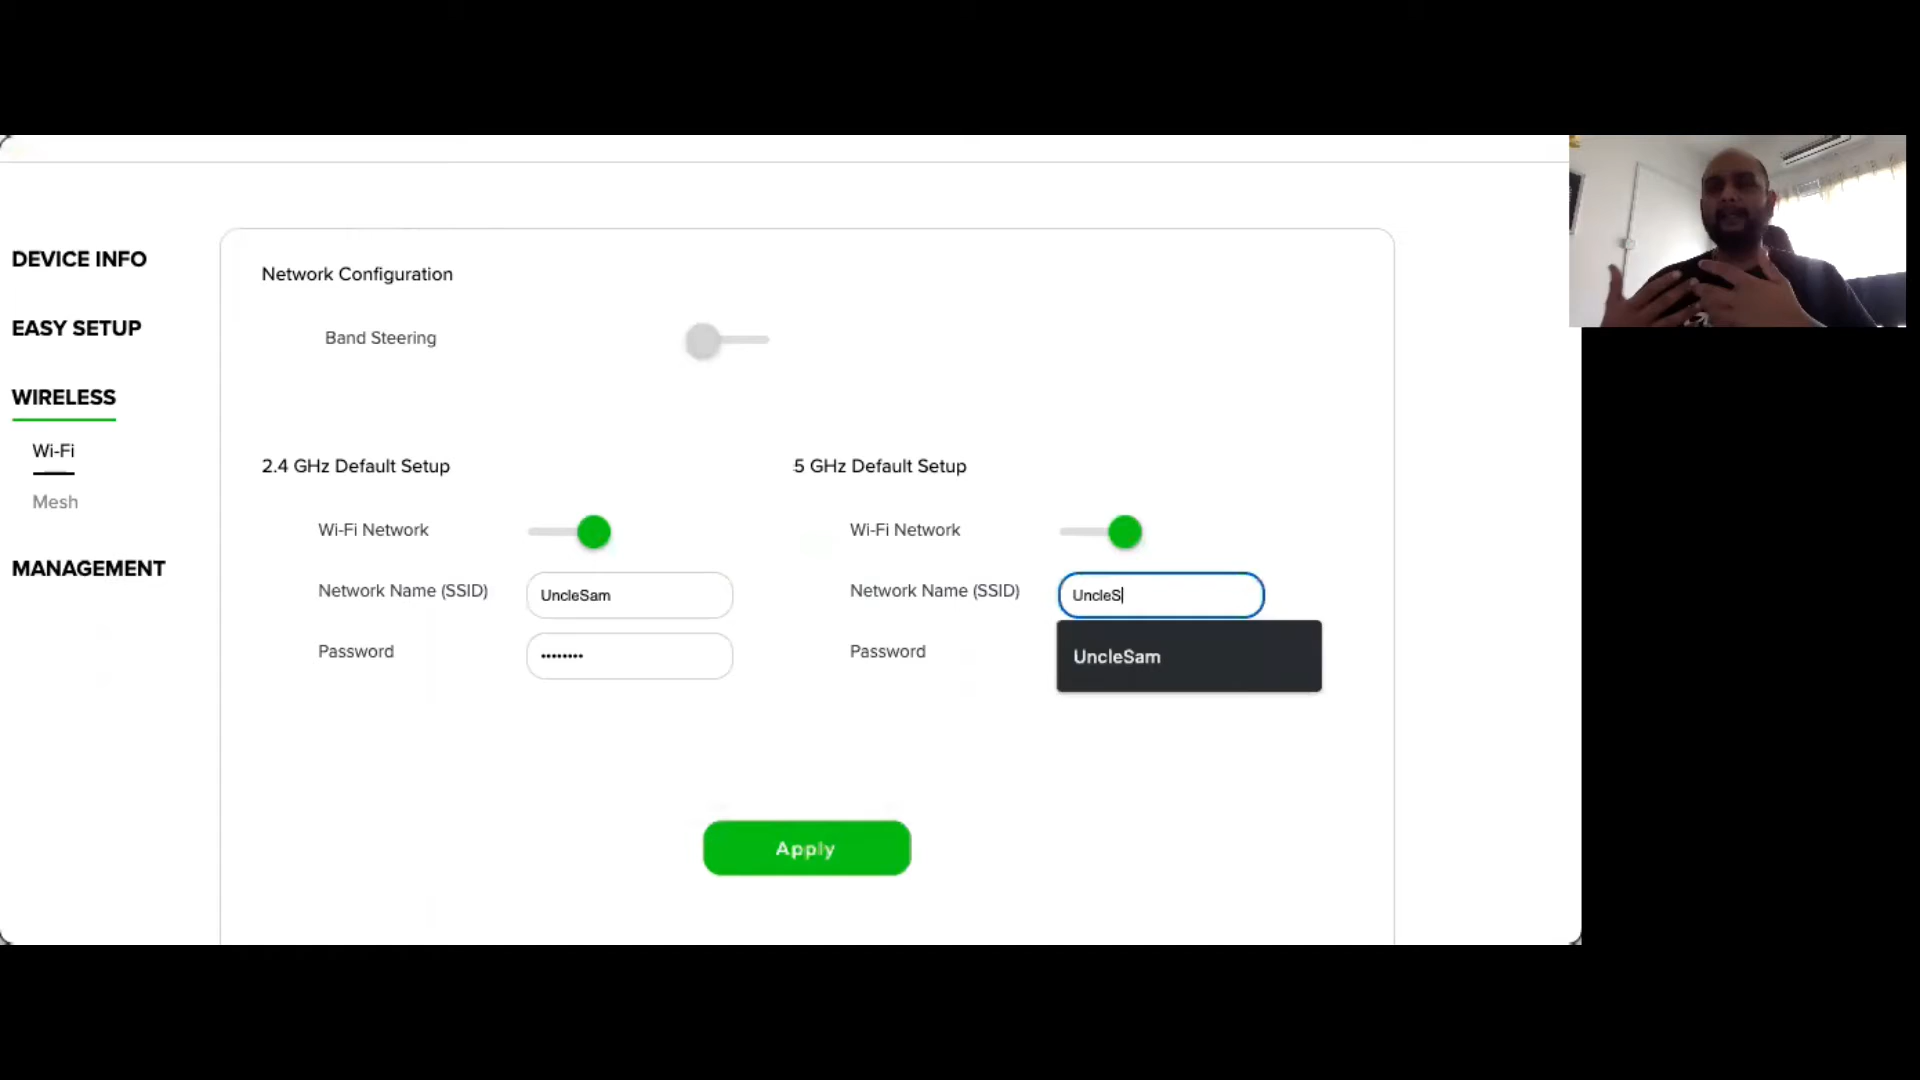 DEVICE INFO
EASY SETUP
WIRELESS
Wi-Fi
Mesh
MANAGEMENT
Network Configuration
Band Steering
2.4 GHz Default Setup
Wi-Fi Network
Network Name (SSID)
UncleSam
Password
••••••••
5 GHz Default Setup
Wi-Fi Network
Network Name (SSID)
UncleS
Password
UncleSam
Apply